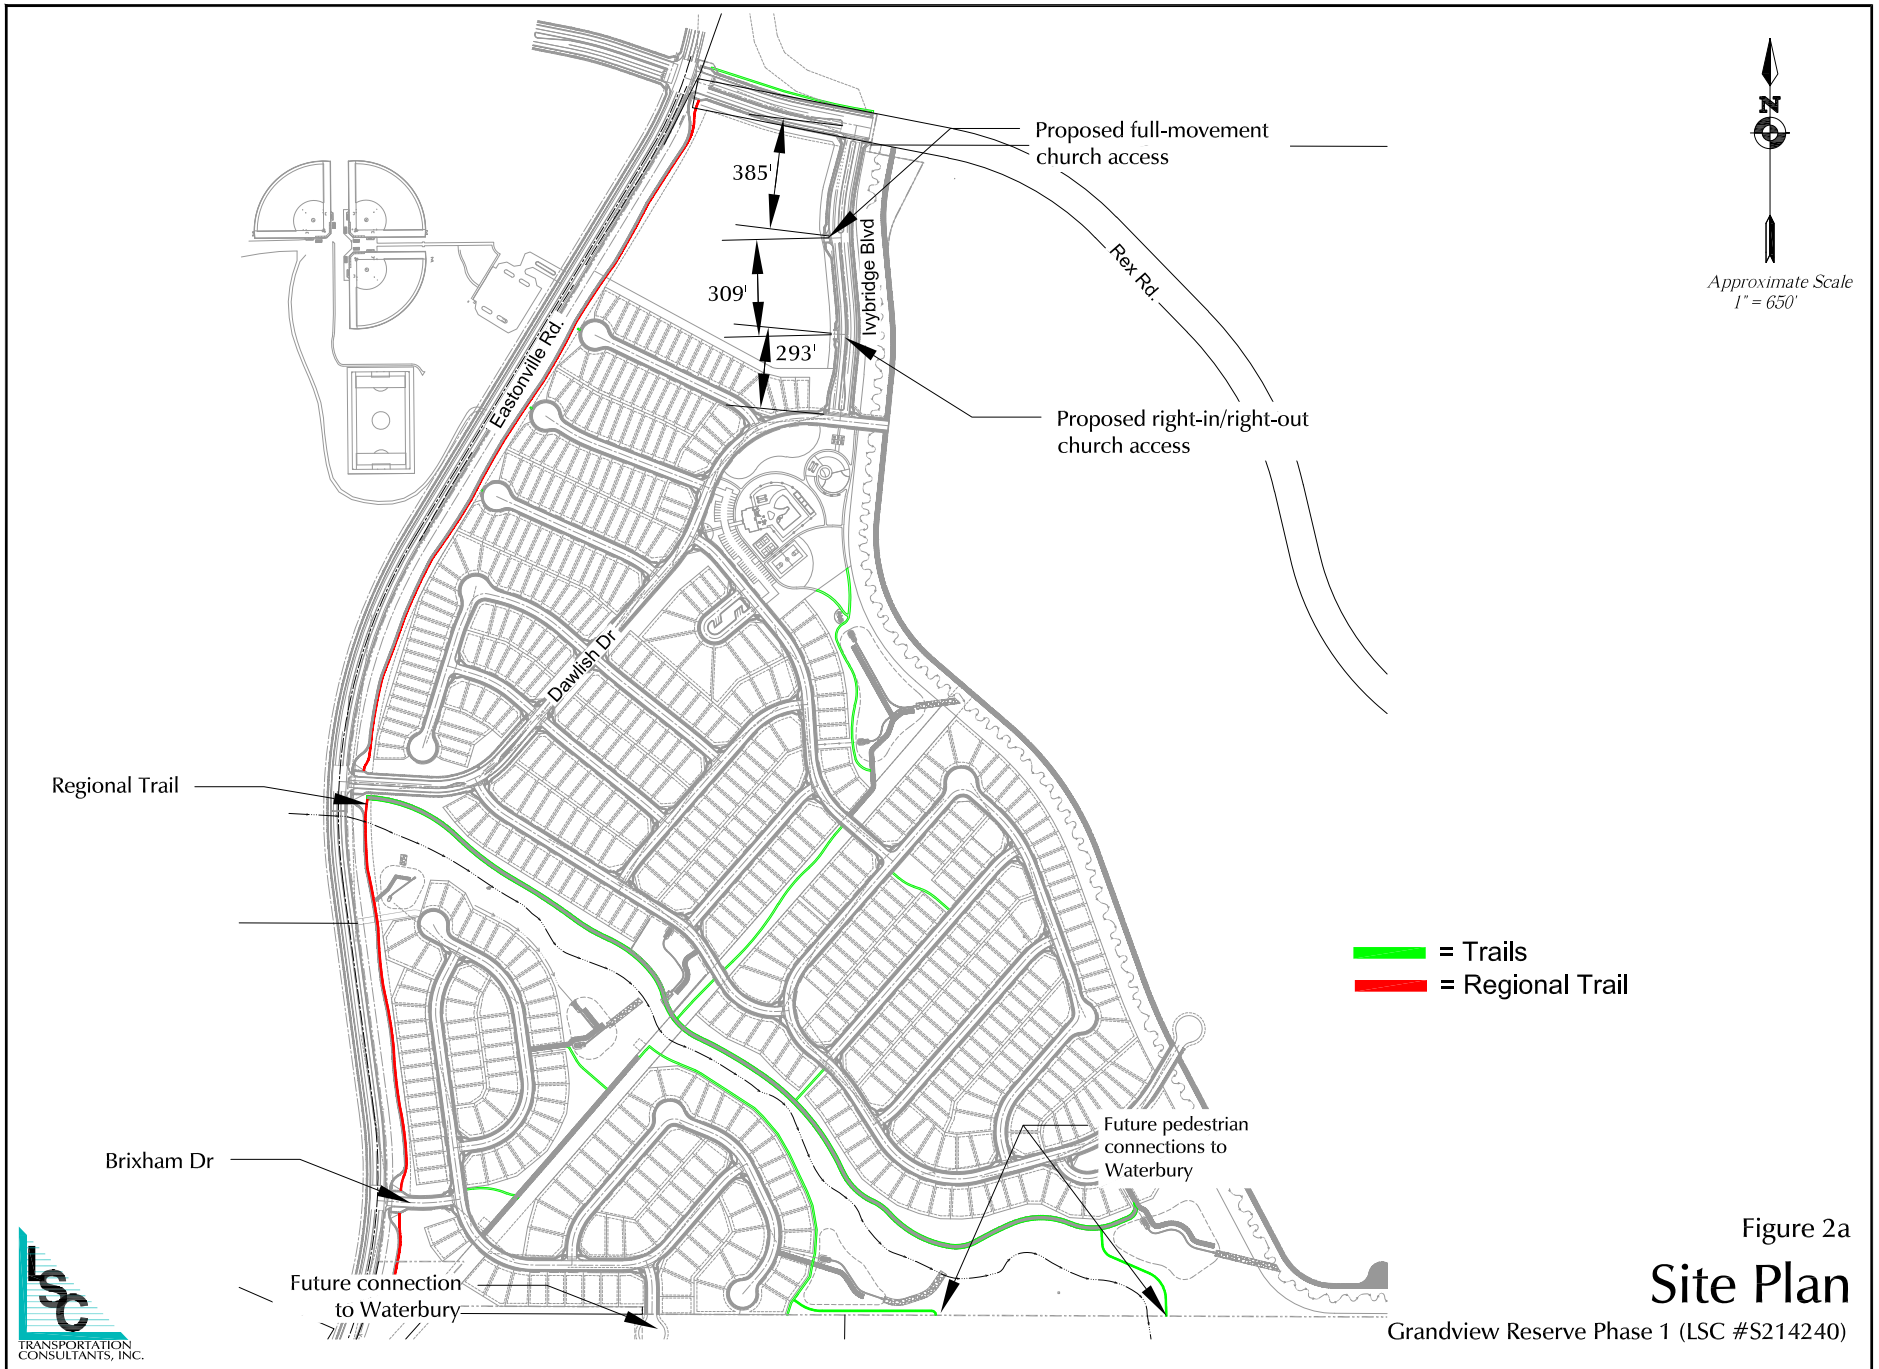 Proposed full-movement
church access
N
Approximate Scale
1" = 650'
385'
309'
293'
Ivybridge Blvd
Rex Rd.
Eastonville Rd.
Proposed right-in/right-out
church access
Dawlish Dr
Regional Trail
= Trails
= Regional Trail
Brixham Dr
Future pedestrian
connections to
Waterbury
Future connection
to Waterbury
LSC
TRANSPORTATION
CONSULTANTS, INC.
Figure 2a
Site Plan
Grandview Reserve Phase 1 (LSC #S214240)